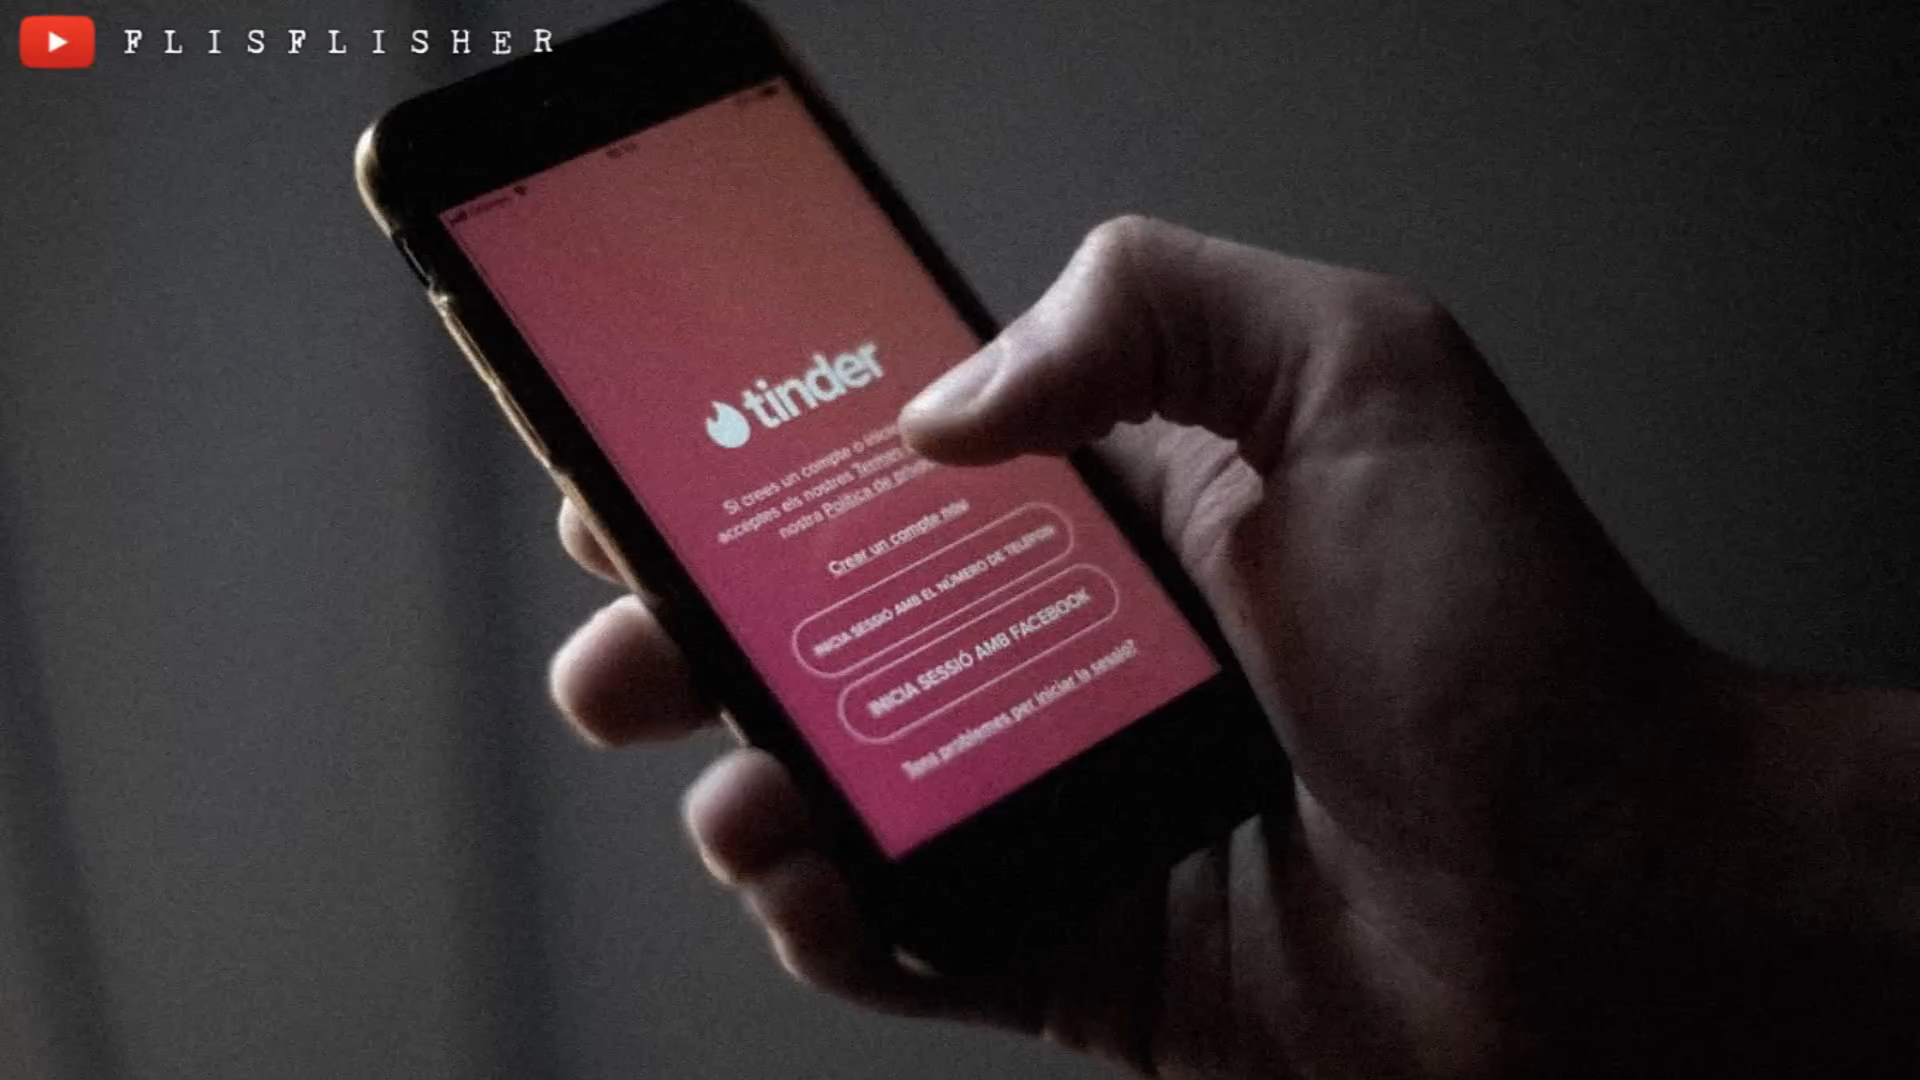 FLISFLISHER
tinder
Si crees un compte o inicies
acceptes els nostres Termes
nostra Política de priva
Crear un compte nou
INICIA SESSIÓ AMB EL NÚMERO DE TELÈFON
INICIA SESSIÓ AMB FACEBOOK
Tens problemes per iniciar la sessió?